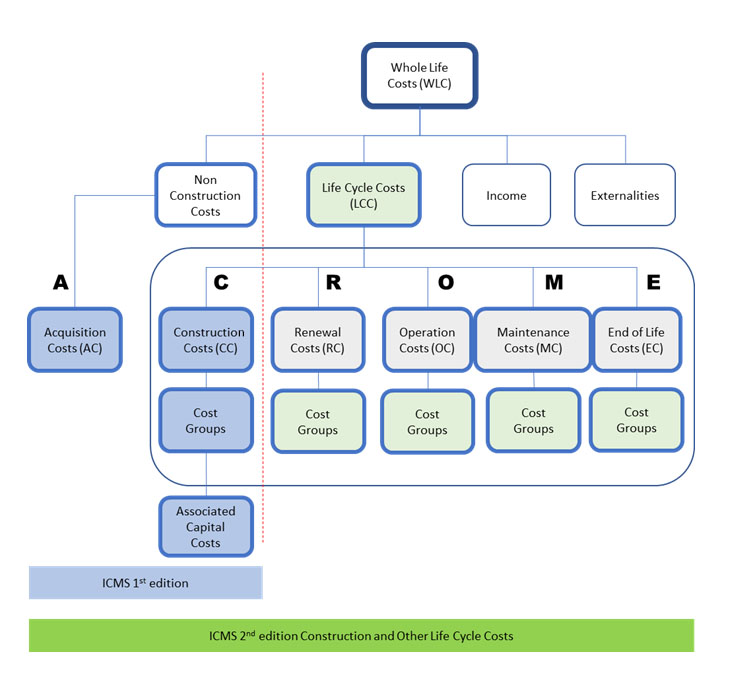 Whole Life
Costs (WLC)
Non
Construction
Costs
Life Cycle Costs
(LCC)
Income
Externalities
A
C
R
O
M
E
Acquisition
Costs (AC)
Construction
Costs (CC)
Renewal
Costs (RC)
Operation
Costs (OC)
Maintenance
Costs (MC)
End of Life
Costs (EC)
Cost
Groups
Cost
Groups
Cost
Groups
Cost
Groups
Cost
Groups
Associated
Capital
Costs
ICMS 1st edition
ICMS 2nd edition Construction and Other Life Cycle Costs